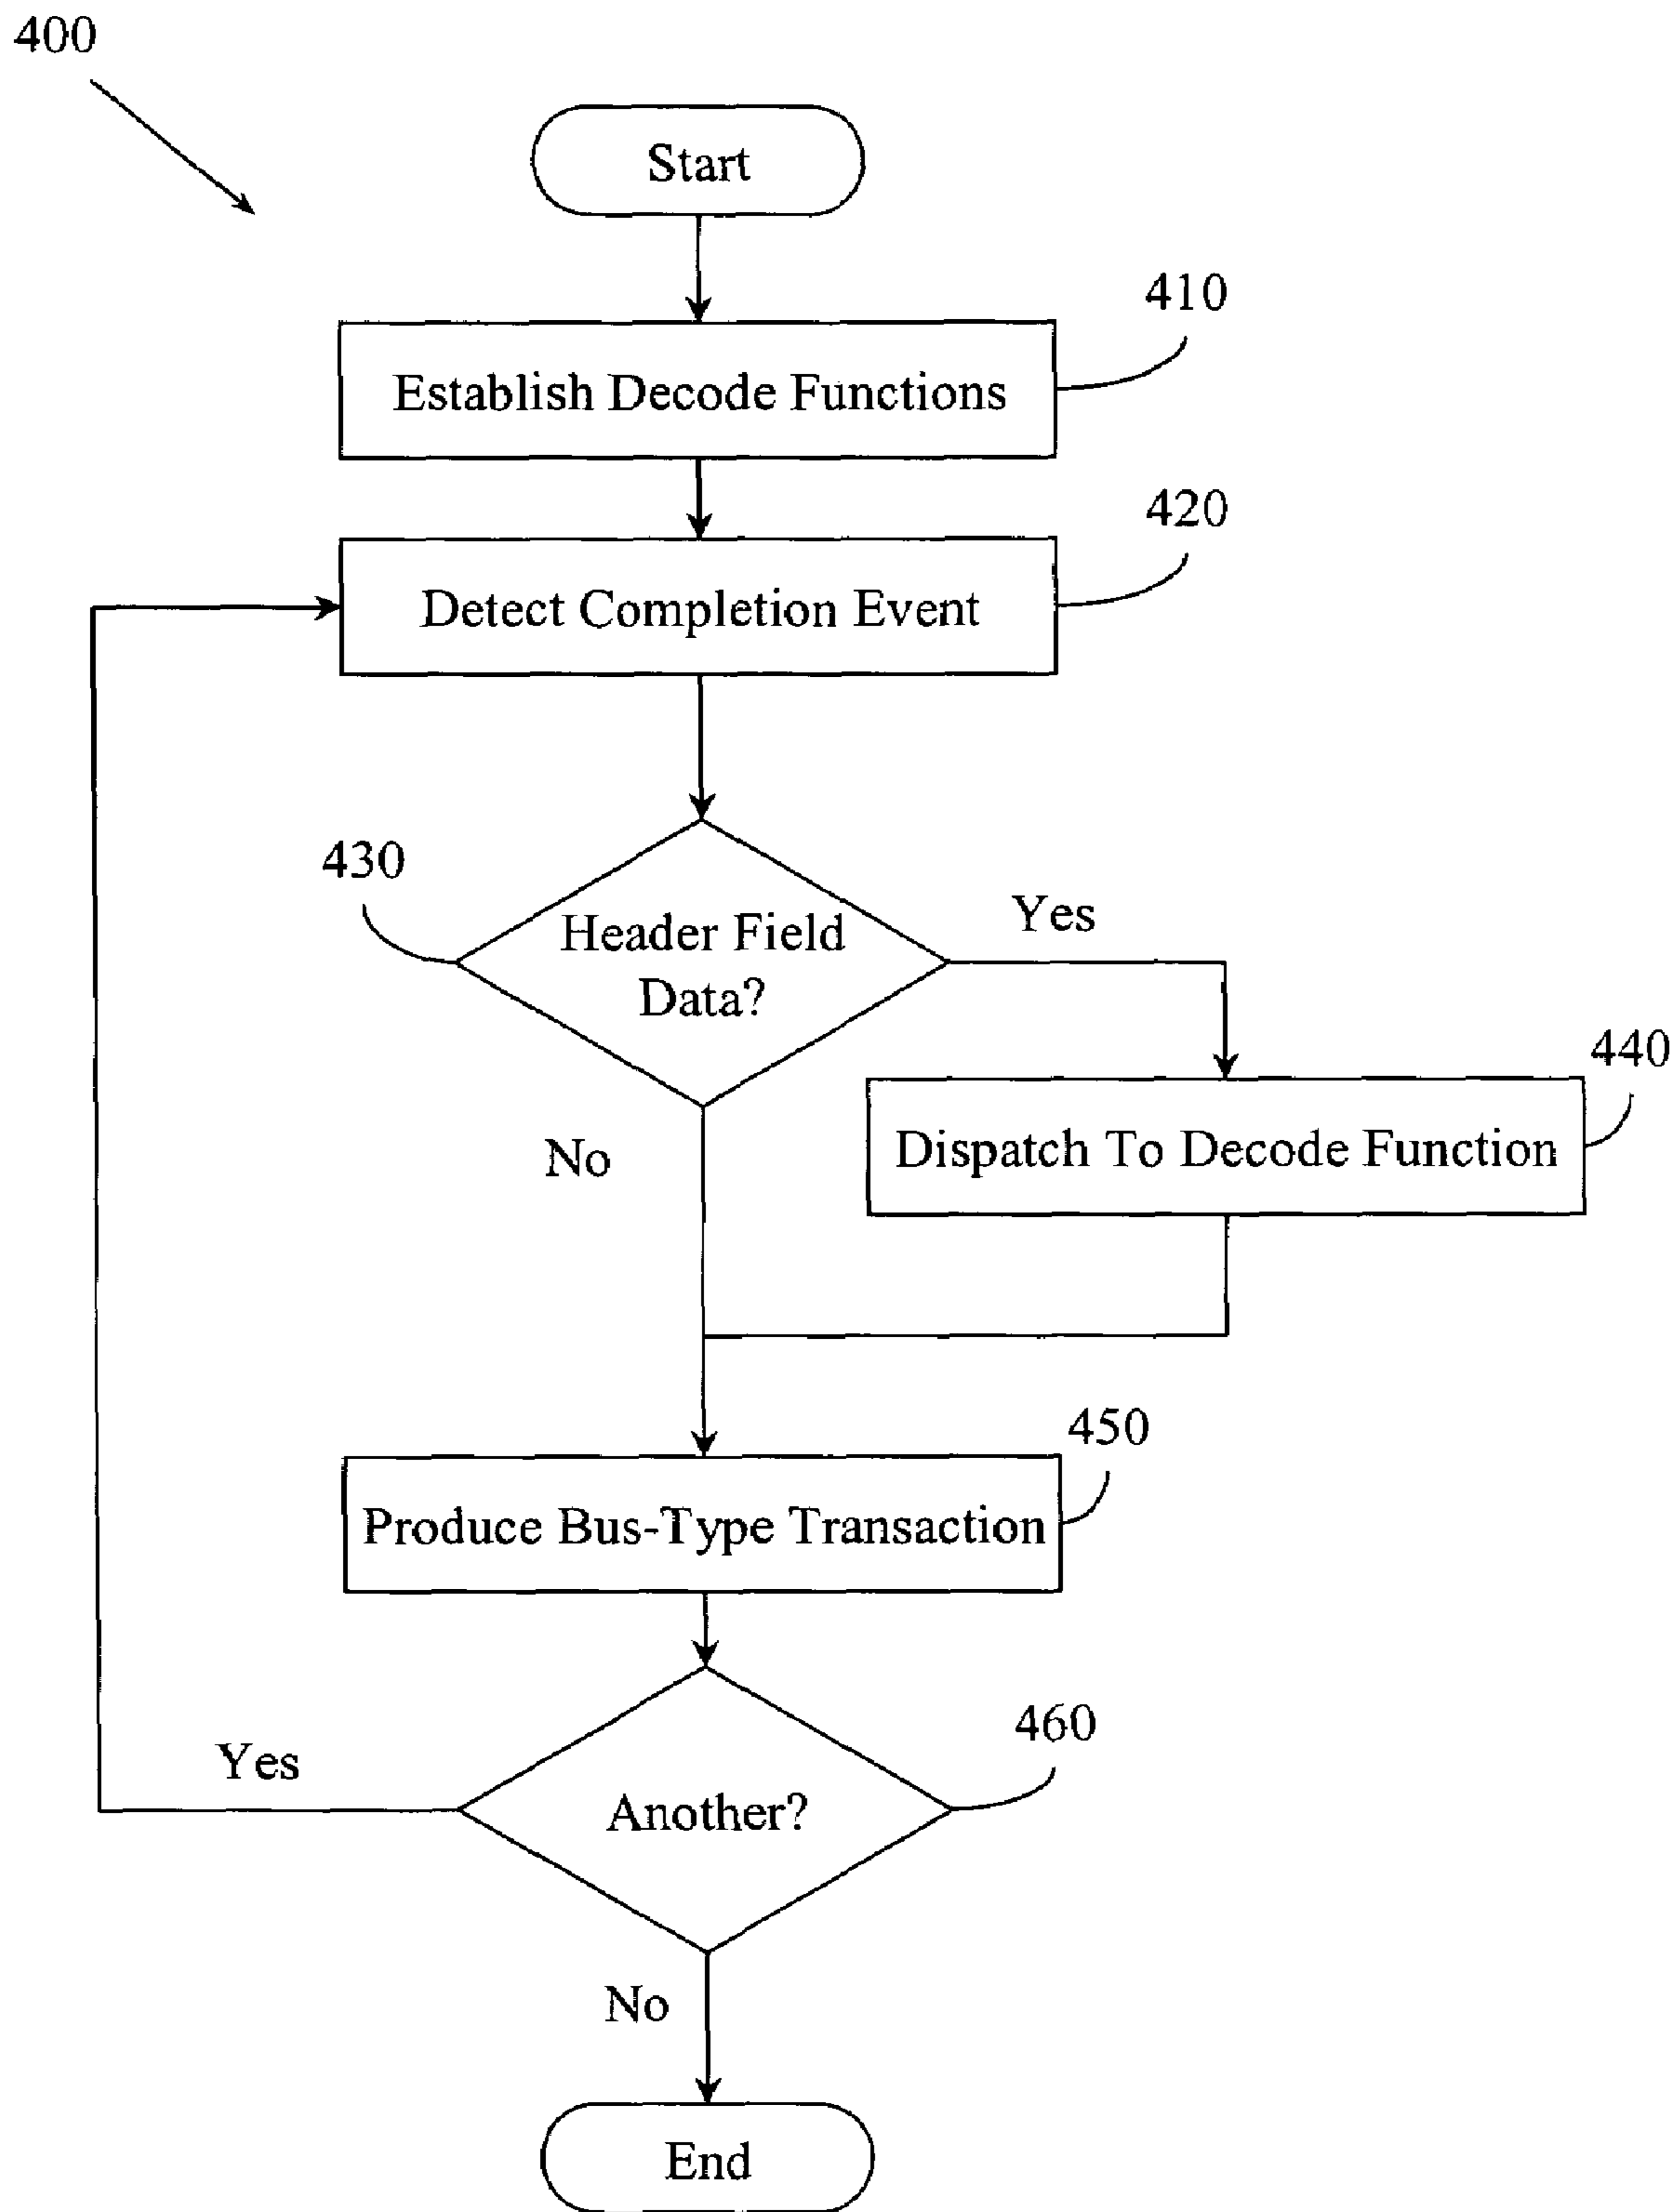 400
Start
410
Establish Decode Functions
420
Detect Completion Event
430
Header Field
Data?
Yes
440
Dispatch To Decode Function
No
450
Produce Bus-Type Transaction
460
Yes
Another?
No
End